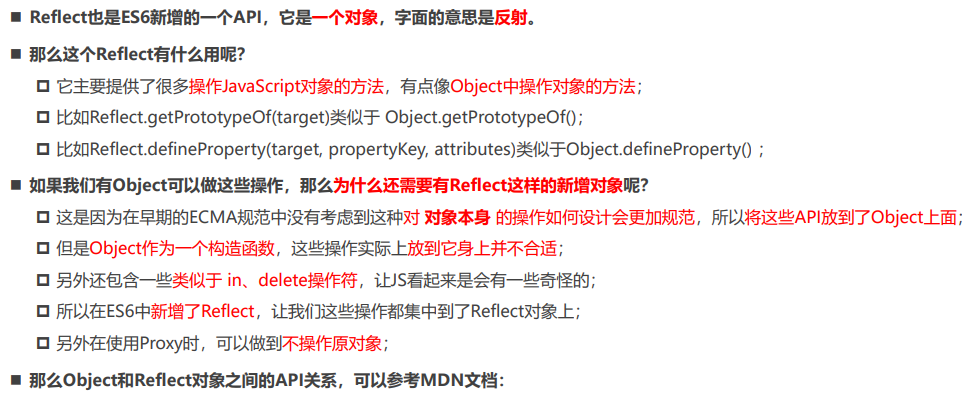 Reflect也是ES6新增的一个API，它是一个对象，字面的意思是反射。
那么这个Reflect有什么用呢？
它主要提供了很多操作JavaScript对象的方法，有点像Object中操作对象的方法；
比如Reflect.getPrototypeOf(target)类似于 Object.getPrototypeOf()；
比如Reflect.defineProperty(target, propertyKey, attributes)类似于Object.defineProperty() ；
如果我们有Object可以做这些操作，那么为什么还需要有Reflect这样的新增对象呢？
这是因为在早期的ECMA规范中没有考虑到这种对 对象本身 的操作如何设计会更加规范，所以将这些API放到了Object上面；
但是Object作为一个构造函数，这些操作实际上放到它身上并不合适；
另外还包含一些类似于 in、delete操作符，让JS看起来是会有一些奇怪的；
所以在ES6中新增了Reflect，让我们这些操作都集中到了Reflect对象上；
另外在使用Proxy时，可以做到不操作原对象；
那么Object和Reflect对象之间的API关系，可以参考MDN文档：